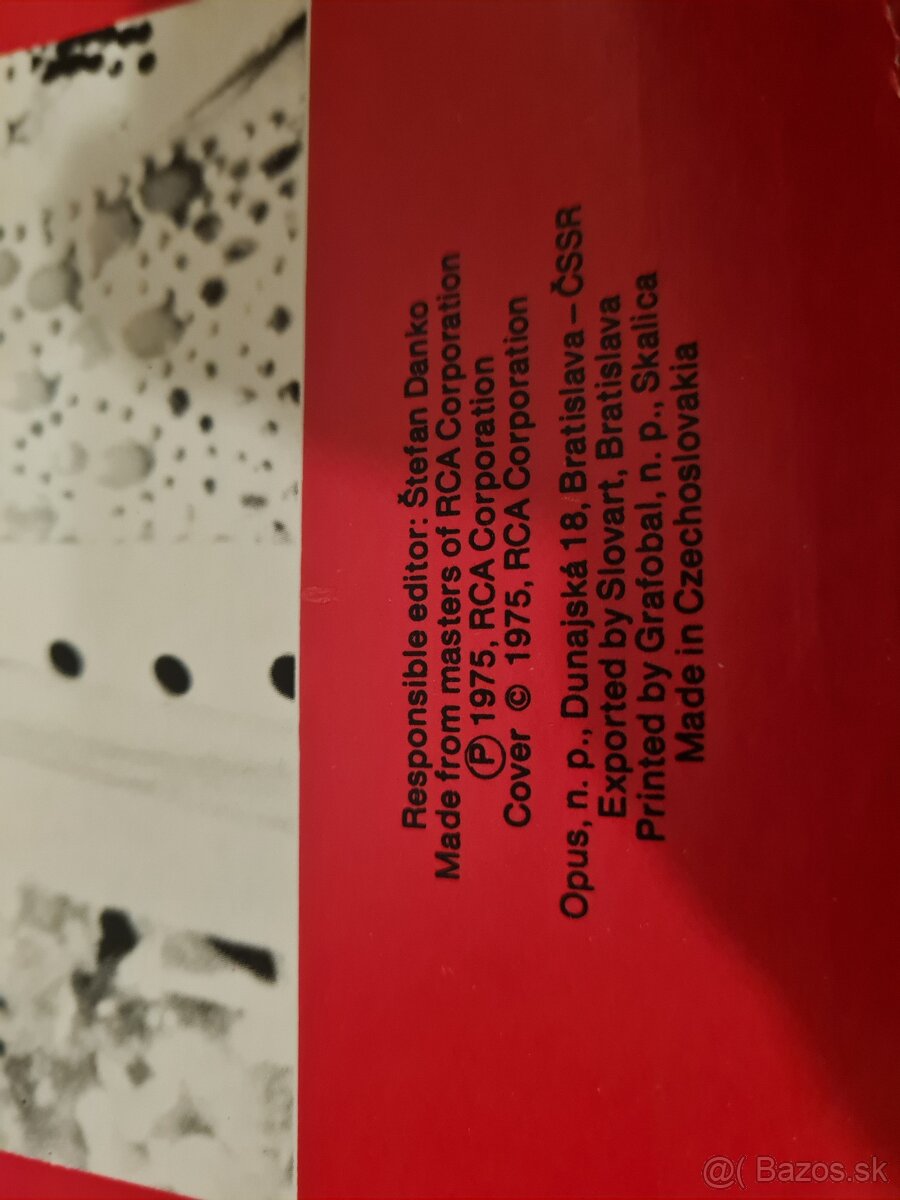 Responsible editor: Štefan Danko
Made from masters of RCA Corporation
Ⓟ 1975, RCA Corporation
Cover © 1975, RCA Corporation
Opus, n. p., Dunajská 18, Bratislava – ČSSR
Exported by Slovart, Bratislava
Printed by Grafobal, n. p., Skalica
Made in Czechoslovakia
@( Bazos.sk